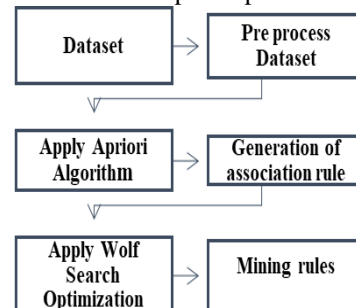 Dataset
Pre process
Dataset
Apply Apriori
Algorithm
Generation of
association rule
Apply Wolf
Search
Optimization
Mining rules